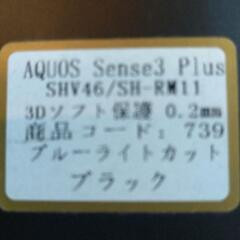 AQUOS Sense3 Plus
SHV46/SH-RM11
3Dソフト保護 0.2mm
商品コード: 739
ブルーライトカット
ブラック